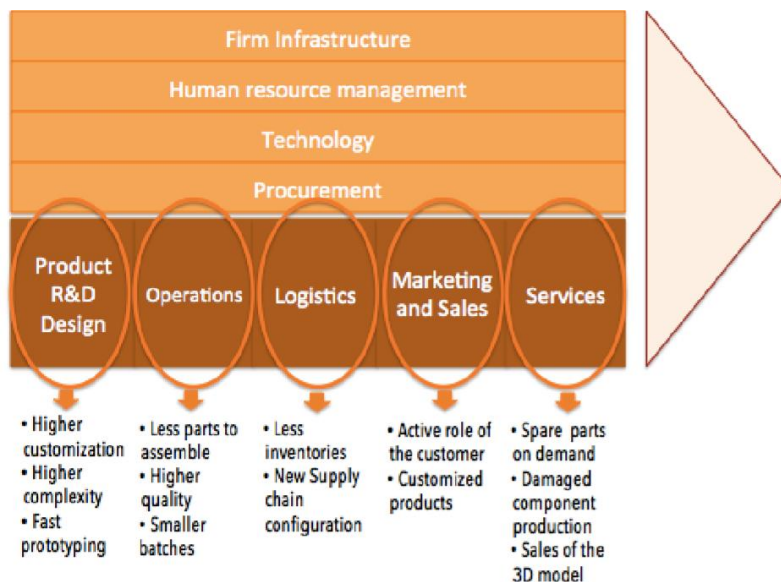 Firm Infrastructure
Human resource management
Technology
Procurement
Product
R&D
Design
Operations
Logistics
Marketing
and Sales
Services
• Higher
customization
• Higher
complexity
• Fast
prototyping
• Less parts to
assemble
• Higher
quality
• Smaller
batches
• Less
inventories
• New Supply
chain
configuration
• Active role of
the customer
• Customized
products
• Spare parts
on demand
• Damaged
component
production
• Sales of the
3D model